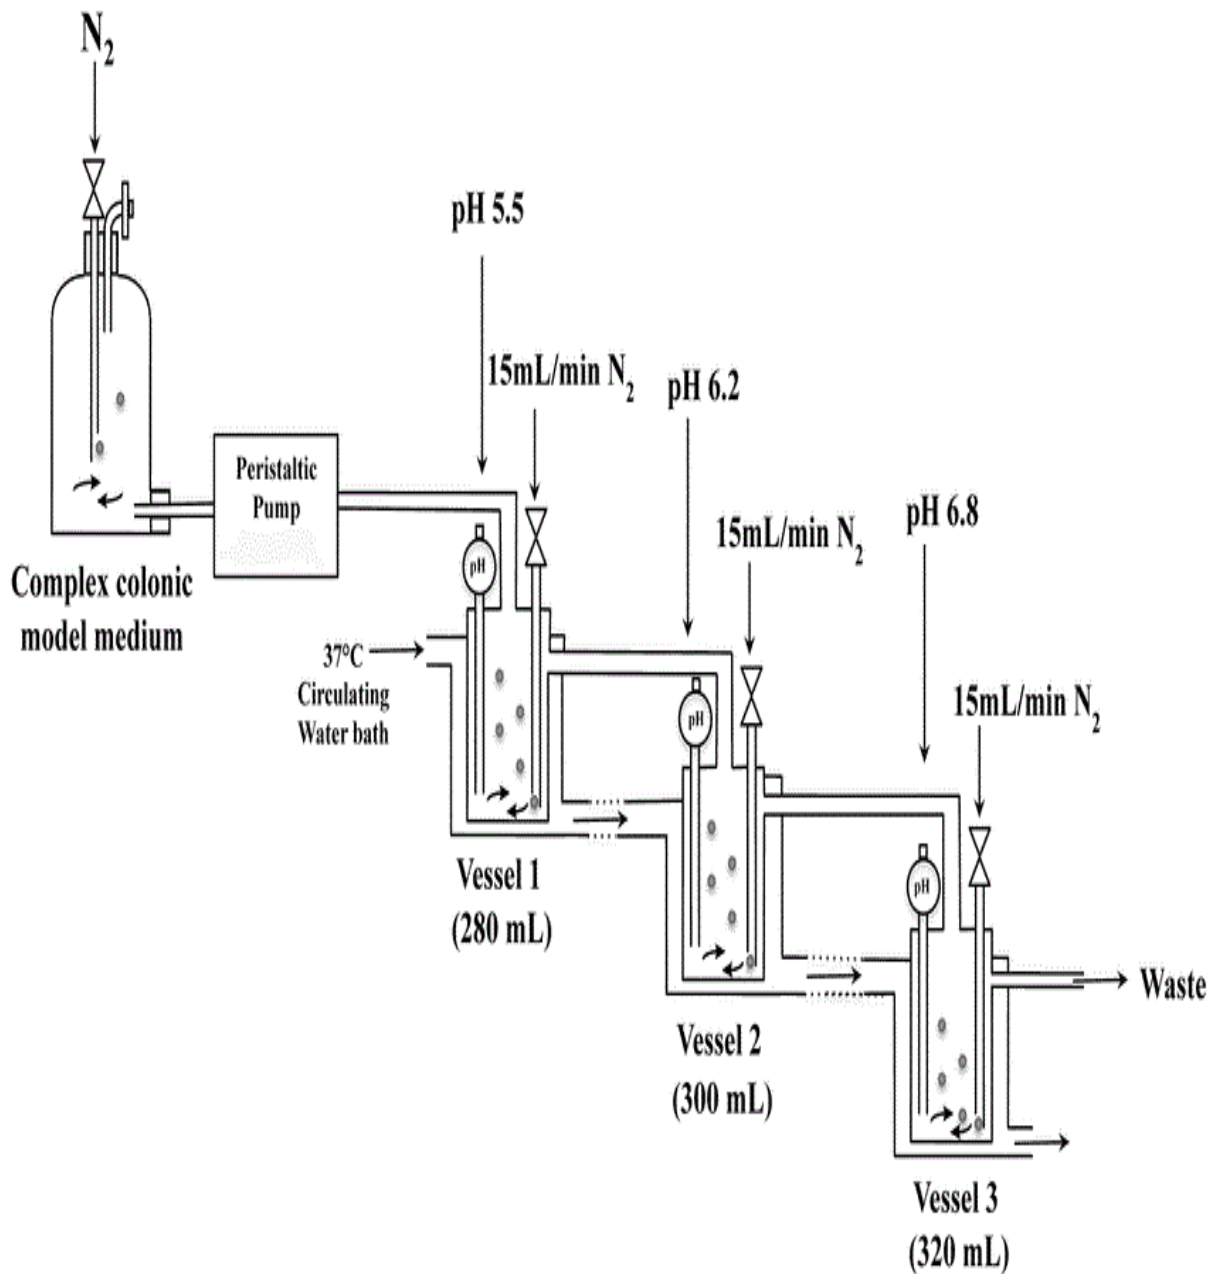 N2
pH 5.5
15mL/min N2
pH 6.2
Peristaltic
Pump
15mL/min N2
pH 6.8
pH
Complex colonic
model medium
37°C
Circulating
Water bath
pH
15mL/min N2
Vessel 1
(280 mL)
pH
Waste
Vessel 2
(300 mL)
Vessel 3
(320 mL)